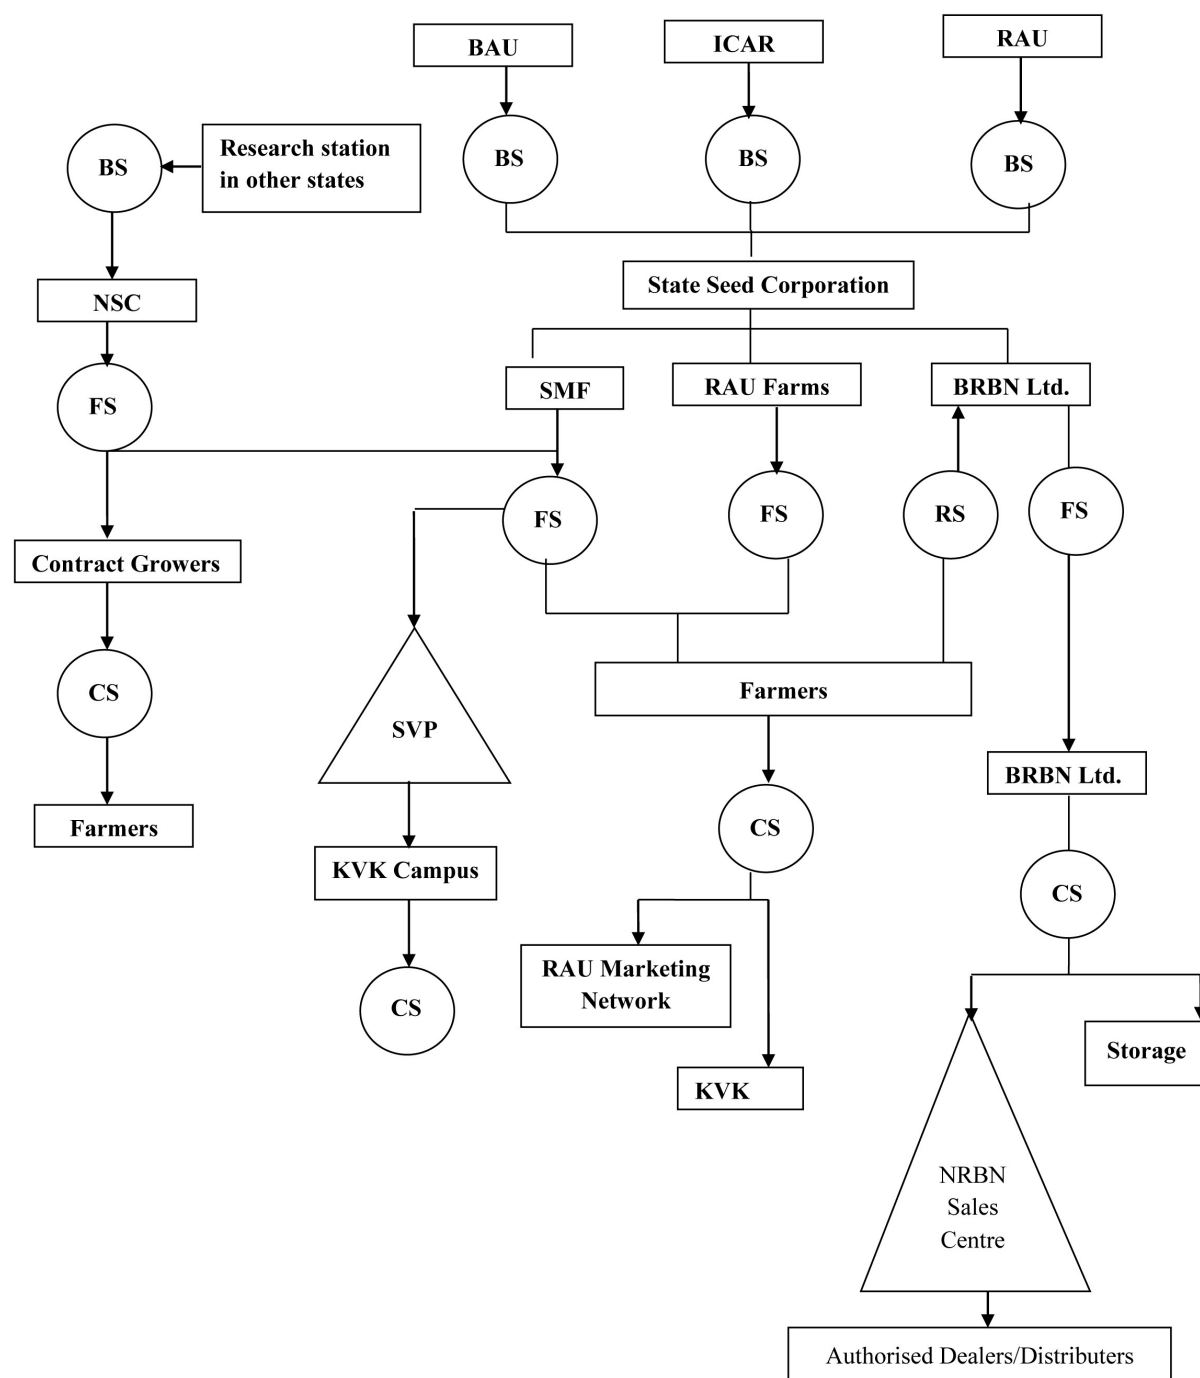 BAU
ICAR
RAU
BS
Research station
in other states
BS
BS
BS
NSC
State Seed Corporation
FS
SMF
RAU Farms
BRBN Ltd.
FS
FS
RS
FS
Contract Growers
CS
SVP
Farmers
BRBN Ltd.
Farmers
CS
KVK Campus
CS
CS
RAU Marketing
Network
Storage
KVK
NRBN
Sales
Centre
Authorised Dealers/Distributers